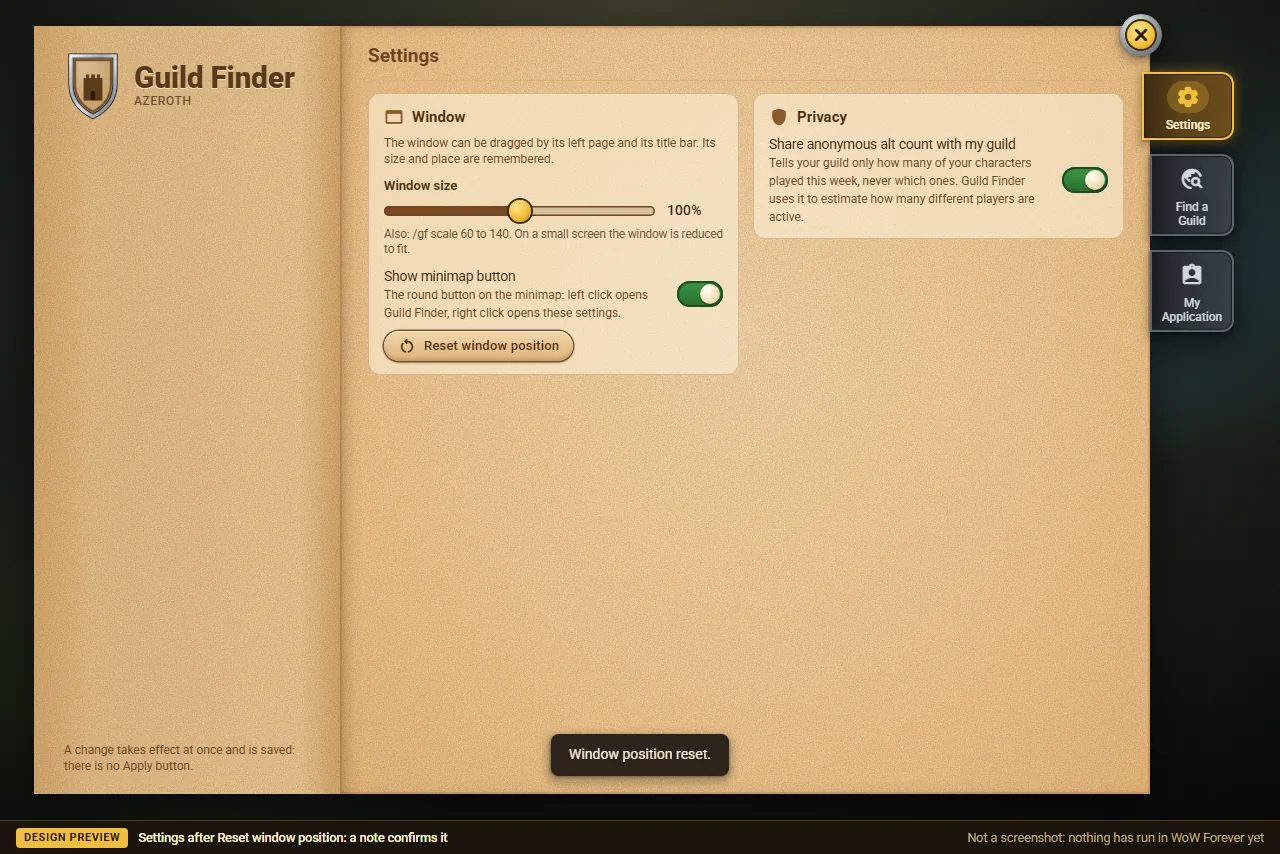 Guild Finder
AZEROTH
A change takes effect at once and is saved:
there is no Apply button.
Settings
Window
The window can be dragged by its left page and its title bar. Its
size and place are remembered.
Window size
100%
Also: /gf scale 60 to 140. On a small screen the window is reduced
to fit.
Show minimap button
The round button on the minimap: left click opens
Guild Finder, right click opens these settings.
Reset window position
Privacy
Share anonymous alt count with my guild
Tells your guild only how many of your characters
played this week, never which ones. Guild Finder
uses it to estimate how many different players are
active.
Settings
Find a
Guild
My
Application
Window position reset.
DESIGN PREVIEW
Settings after Reset window position: a note confirms it
Not a screenshot: nothing has run in WoW Forever yet